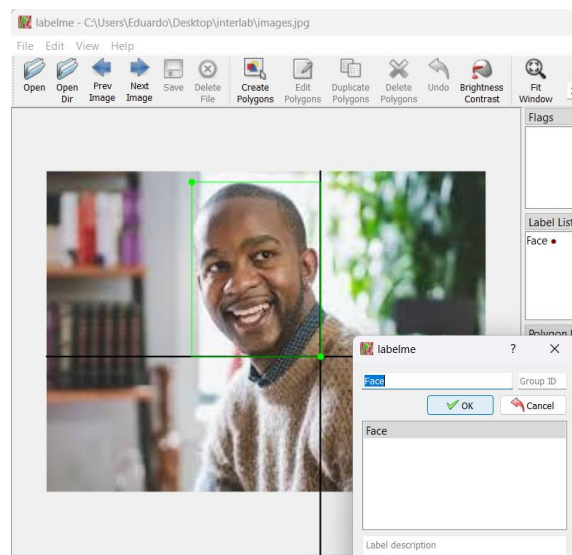 labelme - C:\Users\Eduardo\Desktop\interlab\images.jpg
File Edit View Help
Open
Open Dir
Prev Image
Next Image
Save
Delete File
Create Polygons
Edit Polygons
Duplicate Polygons
Delete Polygons
Undo
Brightness Contrast
Fit Window
Flags
Label List
Face
labelme ? X
Face Group ID
OK Cancel
Face
Label description